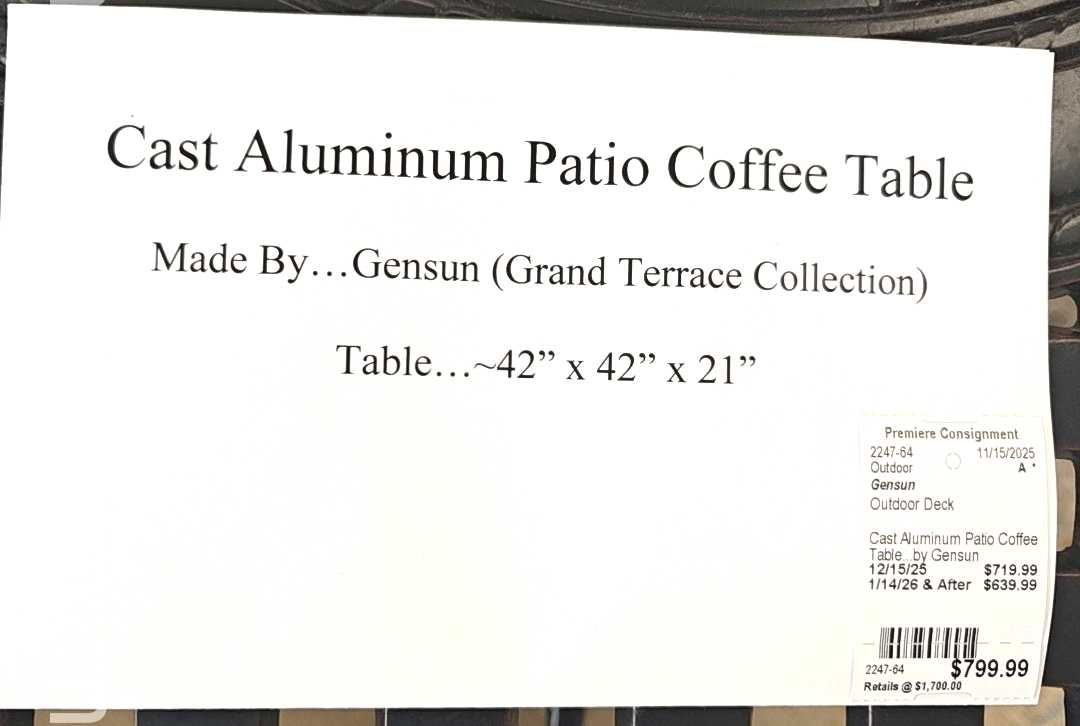 Cast Aluminum Patio Coffee Table
Made By…Gensun (Grand Terrace Collection)
Table…~42” x 42” x 21”
Premiere Consignment
2247-64 11/15/2025
Outdoor A *
Gensun
Outdoor Deck
Cast Aluminum Patio Coffee
Table...by Gensun
12/15/25 $719.99
1/14/26 & After $639.99
2247-64 $799.99
Retails @ $1,700.00